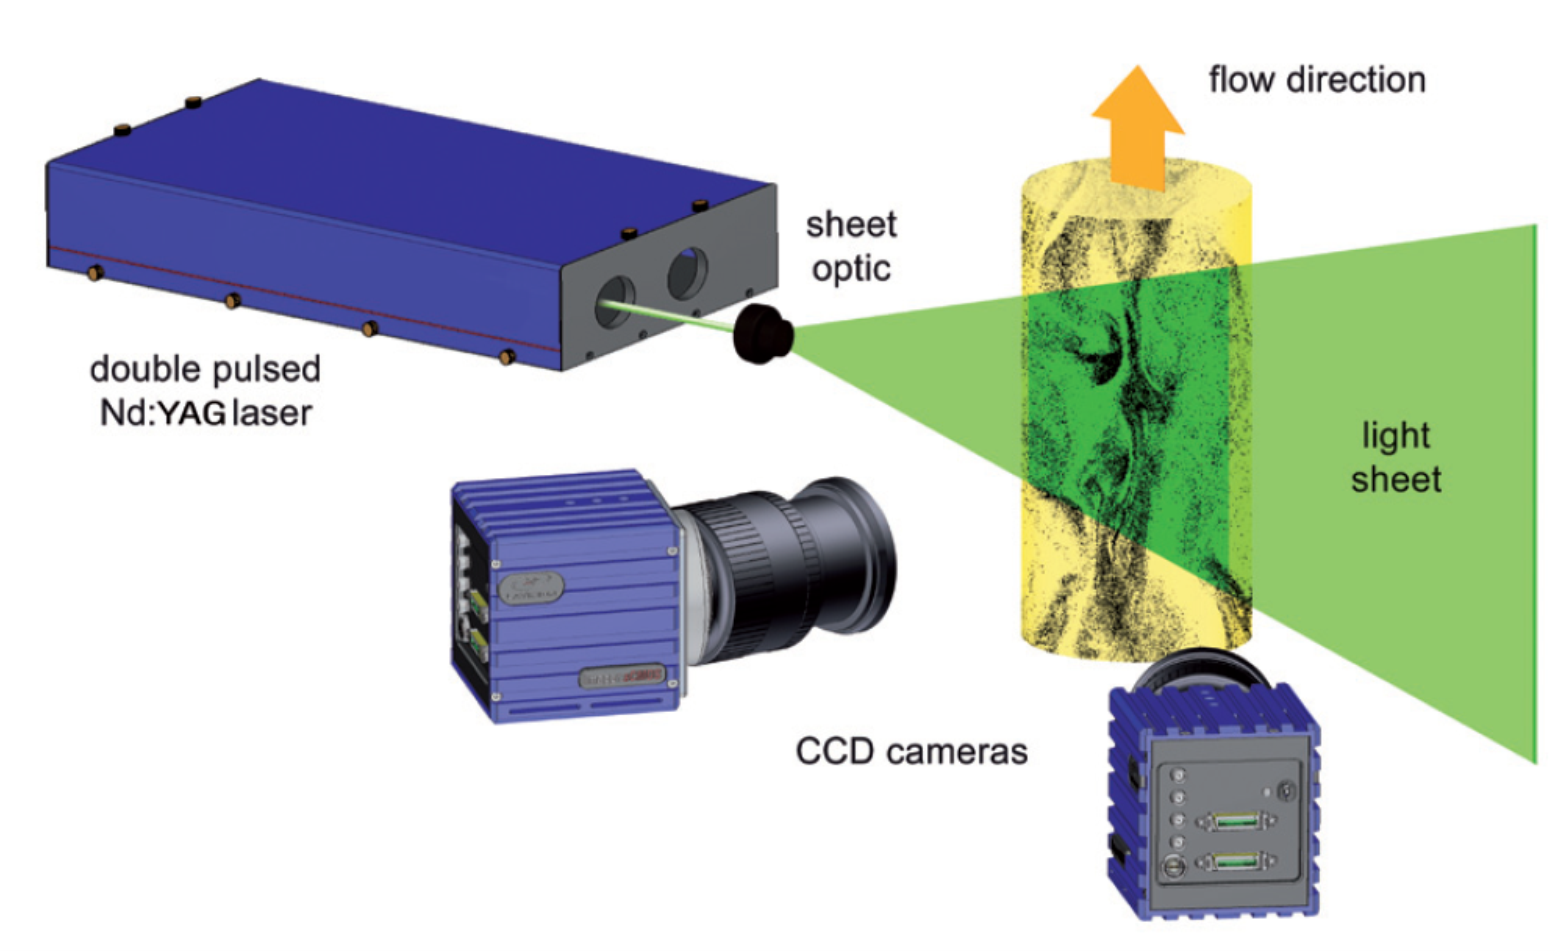 flow direction
sheet
optic
double pulsed
Nd:YAG laser
light
sheet
CCD cameras